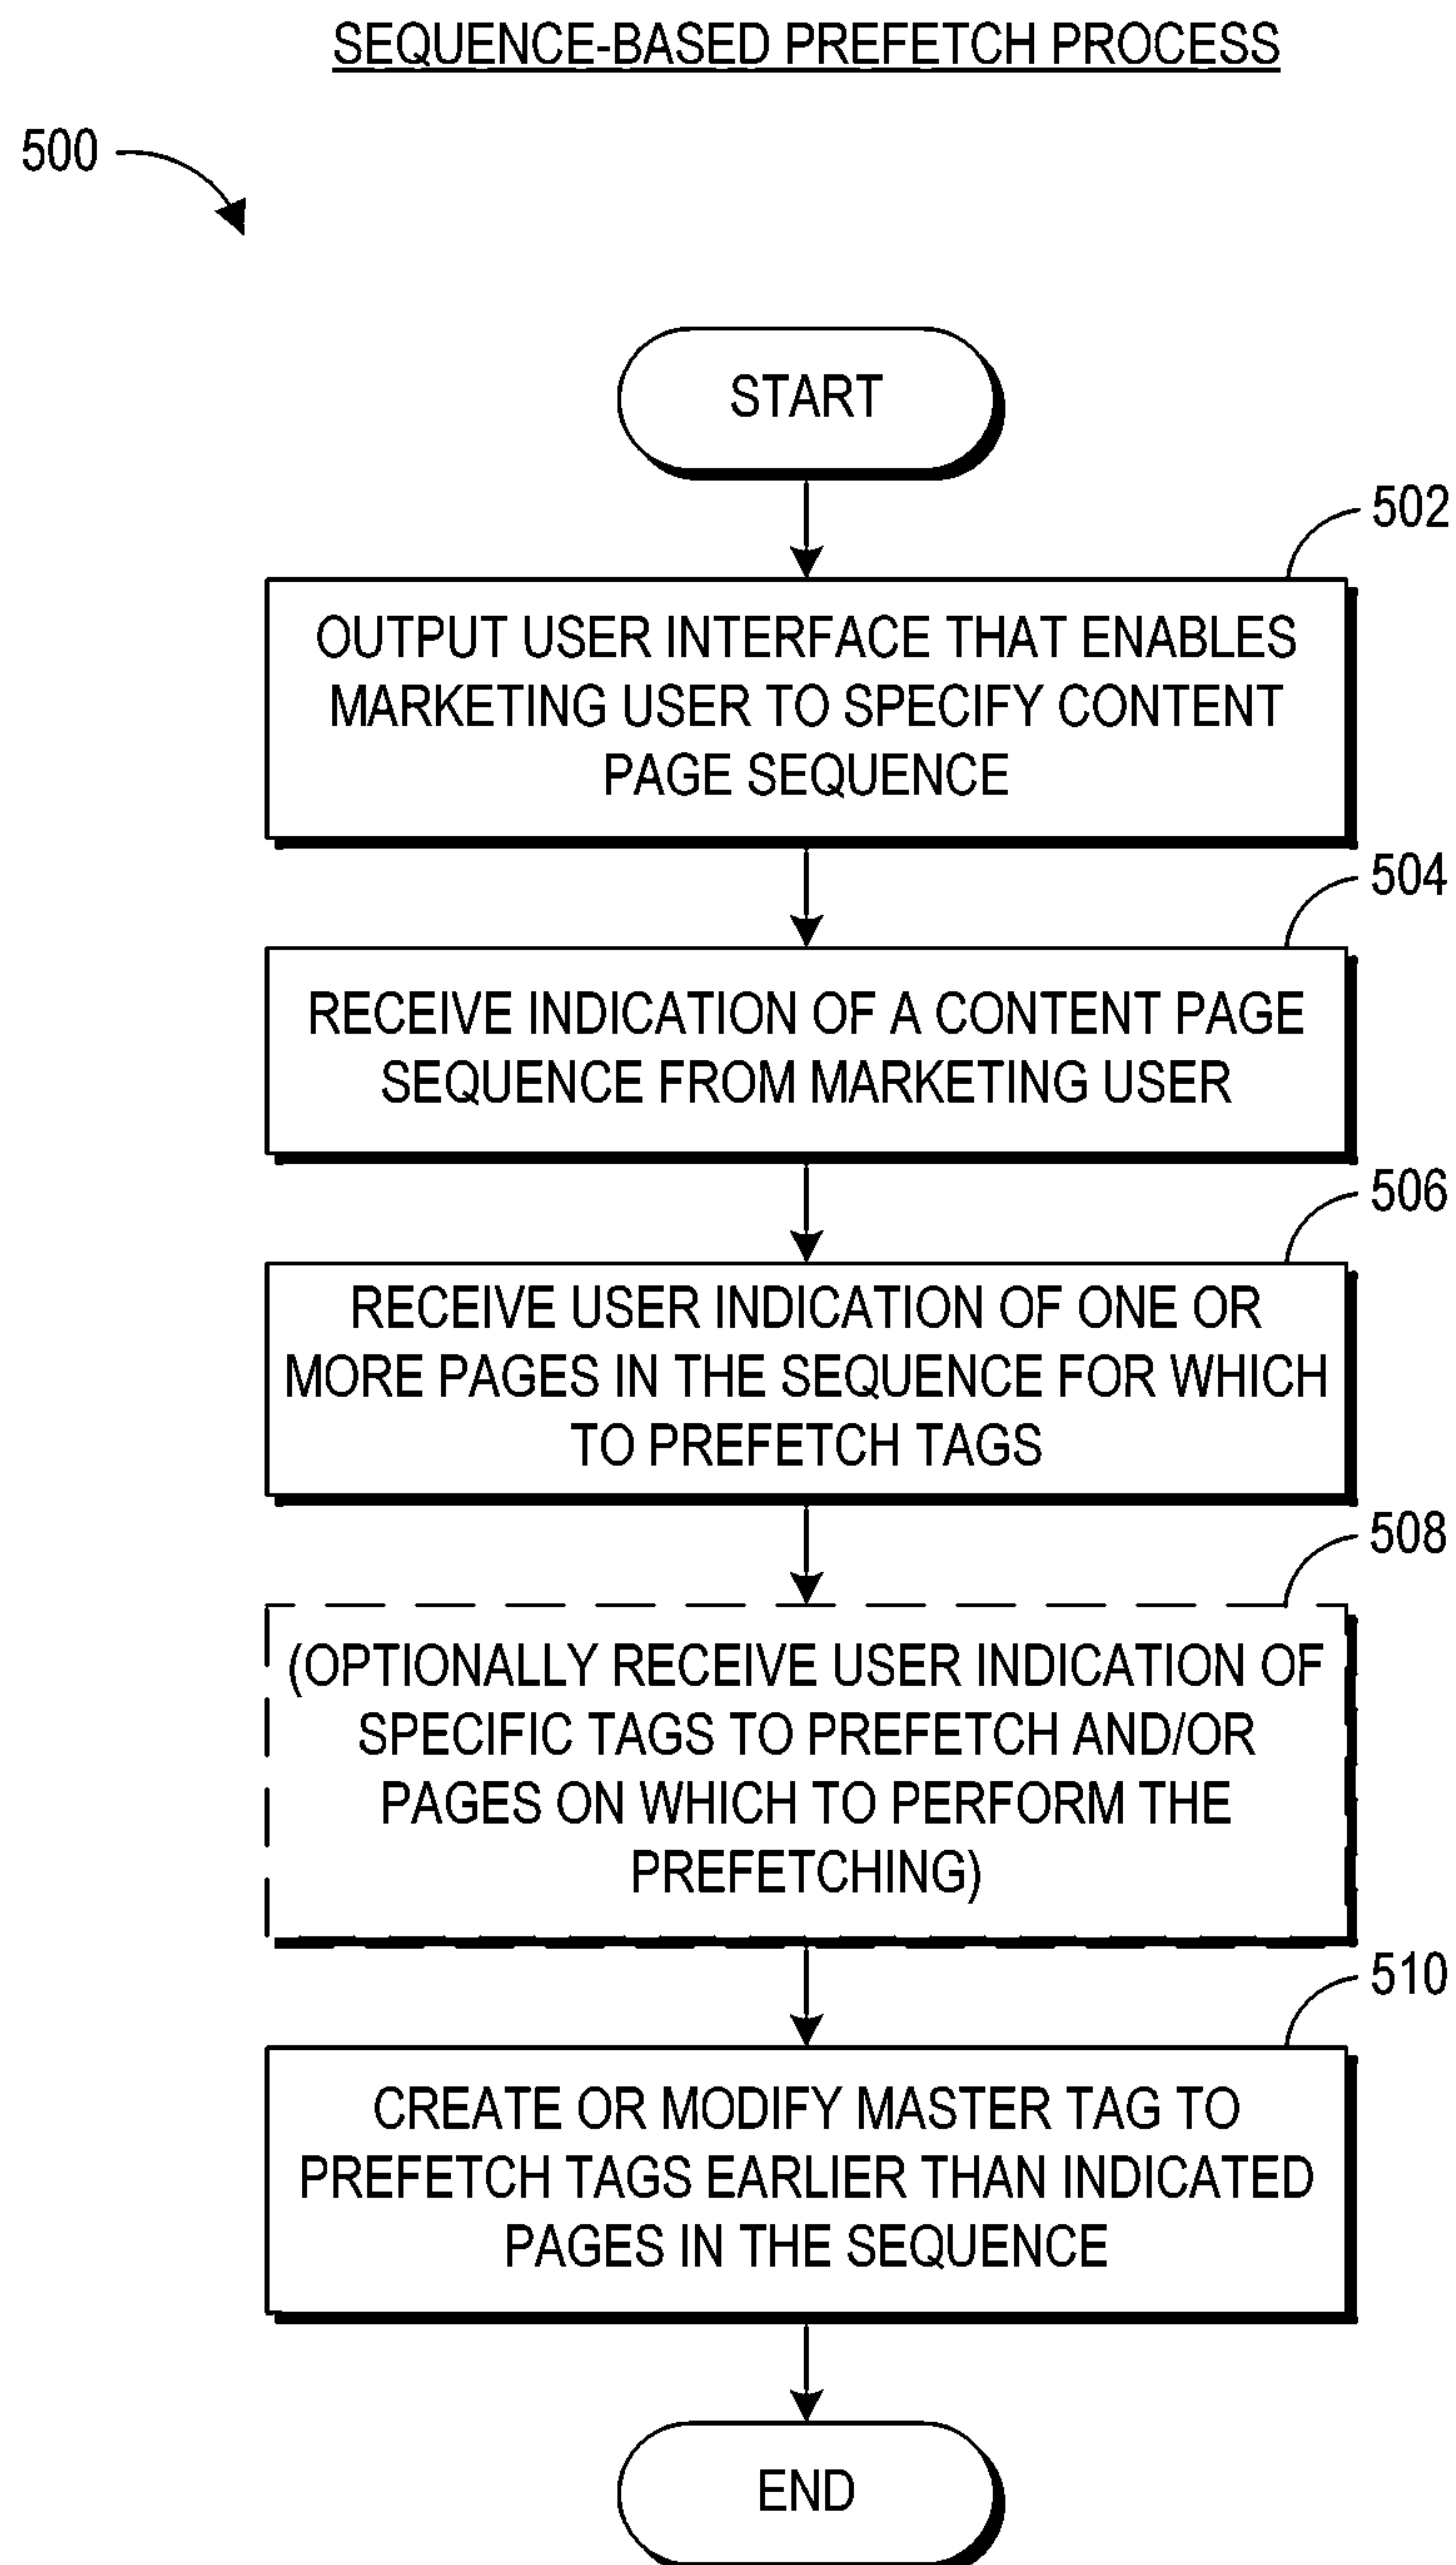 SEQUENCE-BASED PREFETCH PROCESS
500
START
502
OUTPUT USER INTERFACE THAT ENABLES
MARKETING USER TO SPECIFY CONTENT
PAGE SEQUENCE
504
RECEIVE INDICATION OF A CONTENT PAGE
SEQUENCE FROM MARKETING USER
506
RECEIVE USER INDICATION OF ONE OR
MORE PAGES IN THE SEQUENCE FOR WHICH
TO PREFETCH TAGS
508
(OPTIONALLY RECEIVE USER INDICATION OF
SPECIFIC TAGS TO PREFETCH AND/OR
PAGES ON WHICH TO PERFORM THE
PREFETCHING)
510
CREATE OR MODIFY MASTER TAG TO
PREFETCH TAGS EARLIER THAN INDICATED
PAGES IN THE SEQUENCE
END